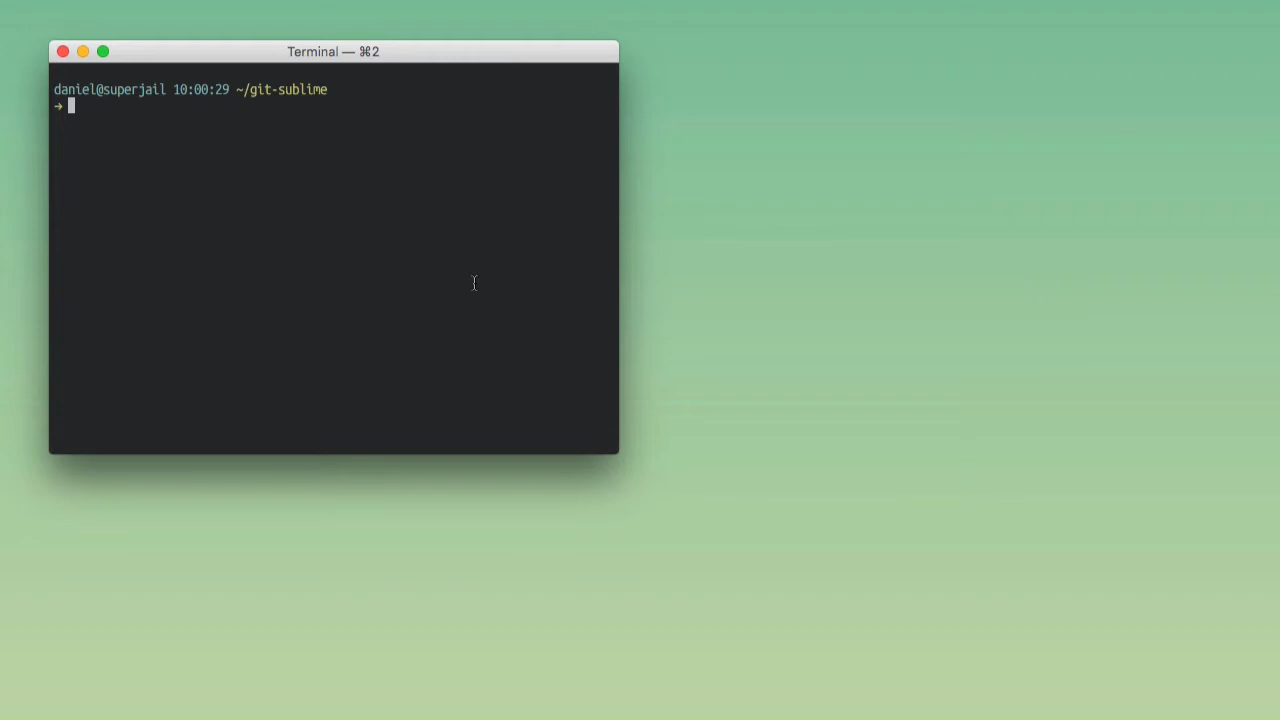 Terminal — ⌘2
daniel@superjail 10:00:29 ~/git-sublime
→